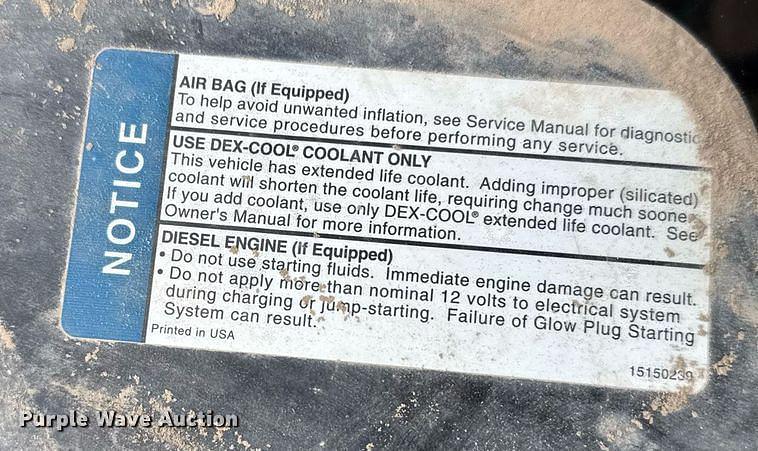 NOTICE
AIR BAG (If Equipped)
To help avoid unwanted inflation, see Service Manual for diagnostic
and service procedures before performing any service.
USE DEX-COOL® COOLANT ONLY
This vehicle has extended life coolant. Adding improper (silicated)
coolant will shorten the coolant life, requiring change much sooner.
If you add coolant, use only DEX-COOL® extended life coolant. See
Owner's Manual for more information.
DIESEL ENGINE (If Equipped)
• Do not use starting fluids. Immediate engine damage can result.
• Do not apply more than nominal 12 volts to electrical system
during charging or jump-starting. Failure of Glow Plug Starting
System can result.
Printed in USA
15150239
Purple Wave Auction